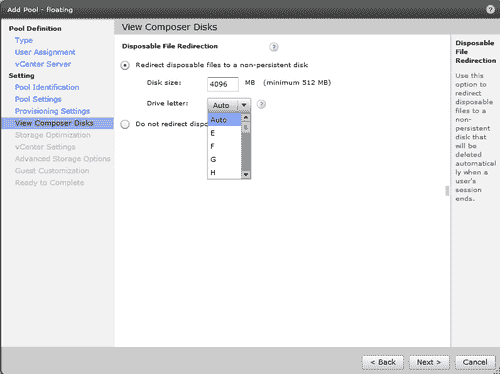 Add Pool - floating
Pool Definition
Type
User Assignment
vCenter Server
Setting
Pool Identification
Pool Settings
Provisioning Settings
View Composer Disks
Storage Optimization
vCenter Settings
Advanced Storage Options
Guest Customization
Ready to Complete
View Composer Disks
Disposable File Redirection
Redirect disposable files to a non-persistent disk
Disk size: 4096 MB (minimum 512 MB)
Drive letter: Auto
Do not redirect dispo
Auto
E
F
G
H
Disposable
File
Redirection
Use this
option to
redirect
disposable
files to a
non-
persistent
disk that
will be
deleted
automaticall
y when a
user's
session
ends.
< Back
Next >
Cancel